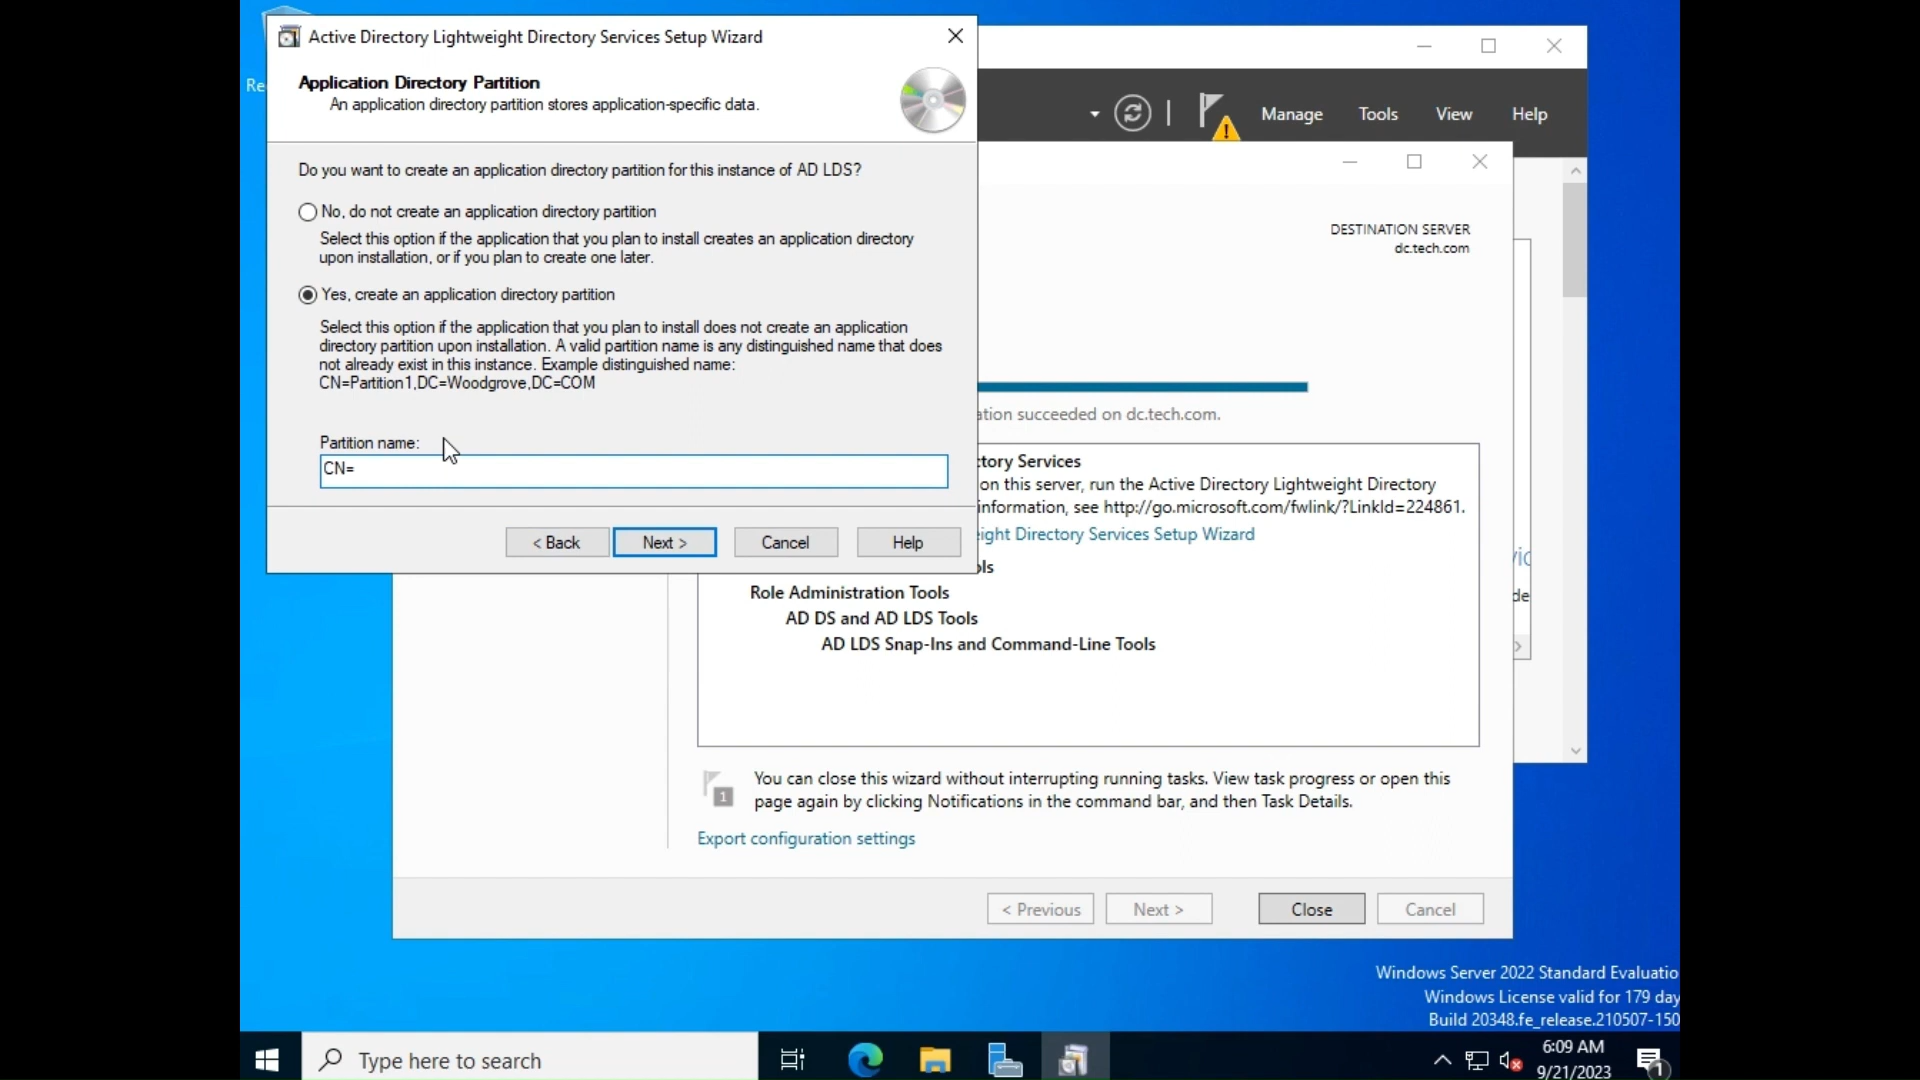 Active Directory Lightweight Directory Services Setup Wizard
Application Directory Partition
An application directory partition stores application-specific data.
Do you want to create an application directory partition for this instance of AD LDS?
No, do not create an application directory partition
Select this option if the application that you plan to install creates an application directory
upon installation, or if you plan to create one later.
Yes, create an application directory partition
Select this option if the application that you plan to install does not create an application
directory partition upon installation. A valid partition name is any distinguished name that does
not already exist in this instance. Example distinguished name:
CN=Partition1,DC=Woodgrove,DC=COM
Partition name:
CN=
< Back
Next >
Cancel
Help
Manage
Tools
View
Help
DESTINATION SERVER
dc.tech.com
ation succeeded on dc.tech.com.
ctory Services
on this server, run the Active Directory Lightweight Directory
information, see http://go.microsoft.com/fwlink/?LinkId=224861.
ight Directory Services Setup Wizard
ols
Role Administration Tools
AD DS and AD LDS Tools
AD LDS Snap-Ins and Command-Line Tools
1
You can close this wizard without interrupting running tasks. View task progress or open this
page again by clicking Notifications in the command bar, and then Task Details.
Export configuration settings
< Previous
Next >
Close
Cancel
Re
vic
de
Windows Server 2022 Standard Evaluatio
Windows License valid for 179 day
Build 20348.fe_release.210507-150
Type here to search
6:09 AM
9/21/2023
1